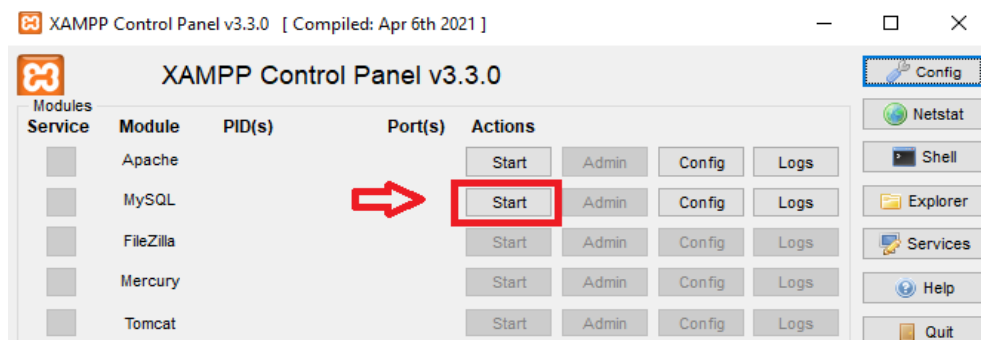 XAMPP Control Panel v3.3.0 [ Compiled: Apr 6th 2021 ]
XAMPP Control Panel v3.3.0
Config
Modules
Netstat
Service Module PID(s) Port(s) Actions
Apache Start Admin Config Logs
Shell
MySQL Start Admin Config Logs
Explorer
FileZilla Start Admin Config Logs
Services
Mercury Start Admin Config Logs
Help
Tomcat Start Admin Config Logs
Quit